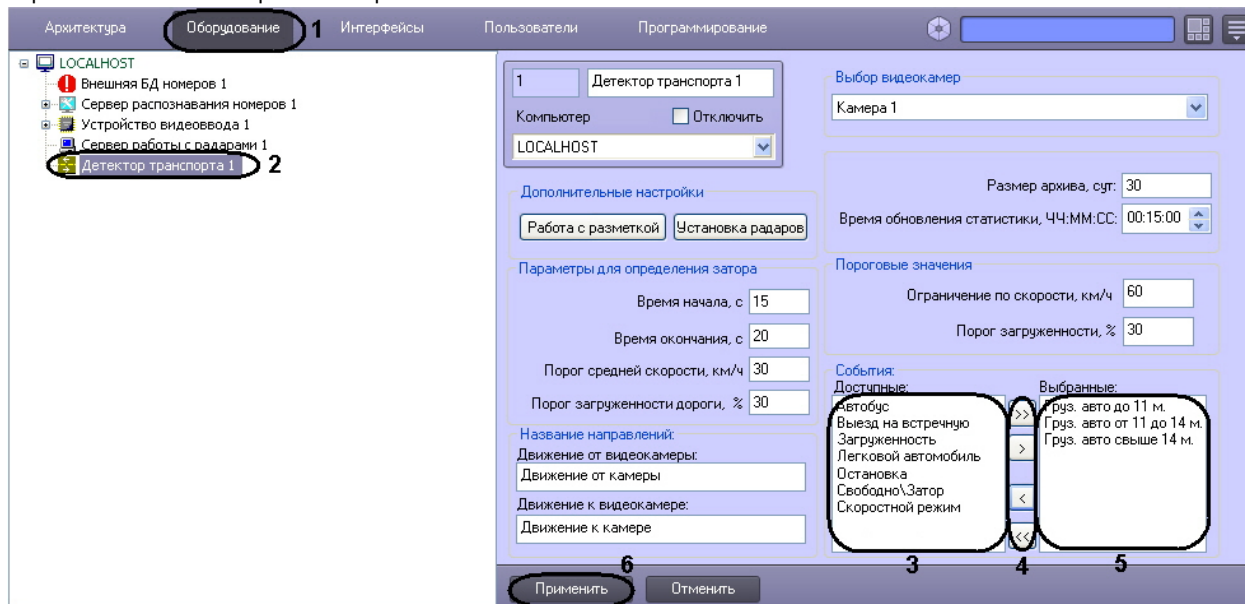 Архитектура Оборудование 1 Интерфейсы Пользователи Программирование
LOCALHOST
Внешняя БД номеров 1
Сервер распознавания номеров 1
Устройство видеоввода 1
Сервер работы с радарами 1
Детектор транспорта 1 2
1 Детектор транспорта 1
Компьютер Отключить
LOCALHOST
Дополнительные настройки
Работа с разметкой Установка радаров
Параметры для определения затора
Время начала, с 15
Время окончания, с 20
Порог средней скорости, км/ч 30
Порог загруженности дороги, % 30
Название направлений:
Движение от видеокамеры:
Движение от камеры
Движение к видеокамере:
Движение к камере
Выбор видеокамер
Камера 1
Размер архива, сут: 30
Время обновления статистики, ЧЧ:ММ:СС: 00:15:00
Пороговые значения
Ограничение по скорости, км/ч 60
Порог загруженности, % 30
События:
Доступные:
Автобус
Выезд на встречную
Загруженность
Легковой автомобиль
Остановка
Свободно\Затор
Скоростной режим
>>
>
<
<<
Выбранные:
Груз. авто до 11 м.
Груз. авто от 11 до 14 м.
Груз. авто свыше 14 м.
3 4 5
6
Применить Отменить